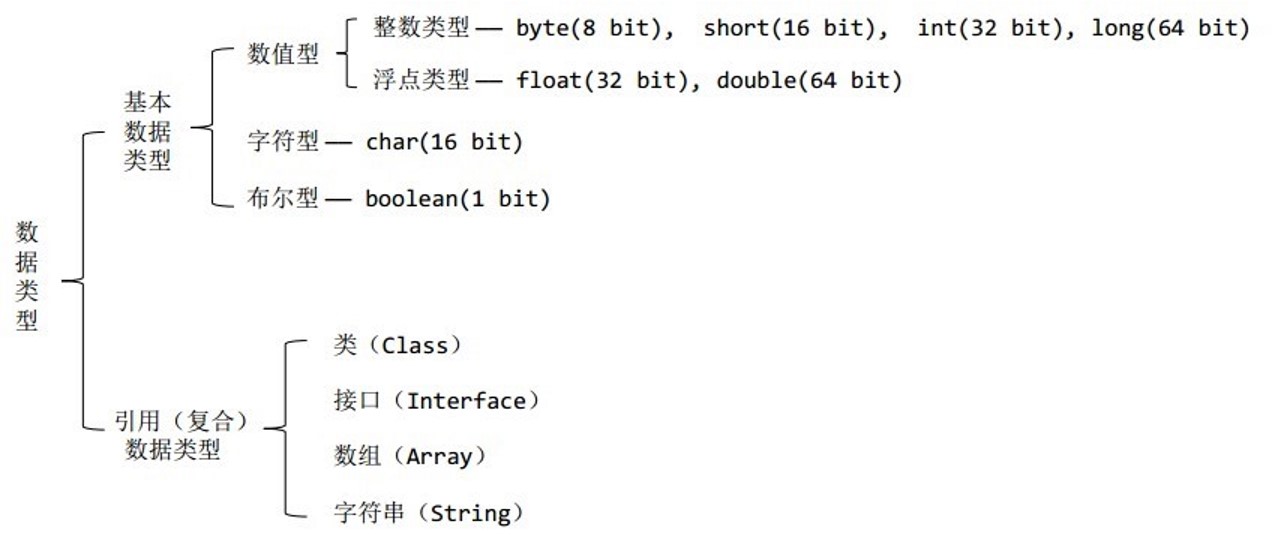 整数类型 — byte(8 bit), short(16 bit), int(32 bit), long(64 bit)
数值型
浮点类型 — float(32 bit), double(64 bit)
基本
数据
类型
字符型 — char(16 bit)
布尔型 — boolean(1 bit)
数
据
类
型
类（Class）
接口（Interface）
引用（复合）
数据类型
数组（Array）
字符串（String）